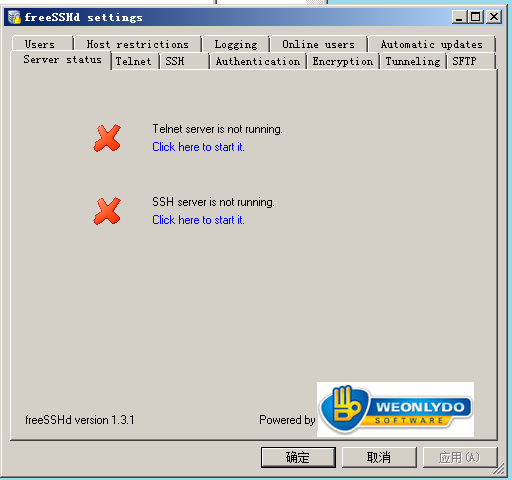 freeSSHd settings
Users Host restrictions Logging Online users Automatic updates
Server status Telnet SSH Authentication Encryption Tunneling SFTP
Telnet server is not running.
Click here to start it.
SSH server is not running.
Click here to start it.
freeSSHd version 1.3.1 Powered by WEONLYDO
SOFTWARE
确定 取消 应用(A)